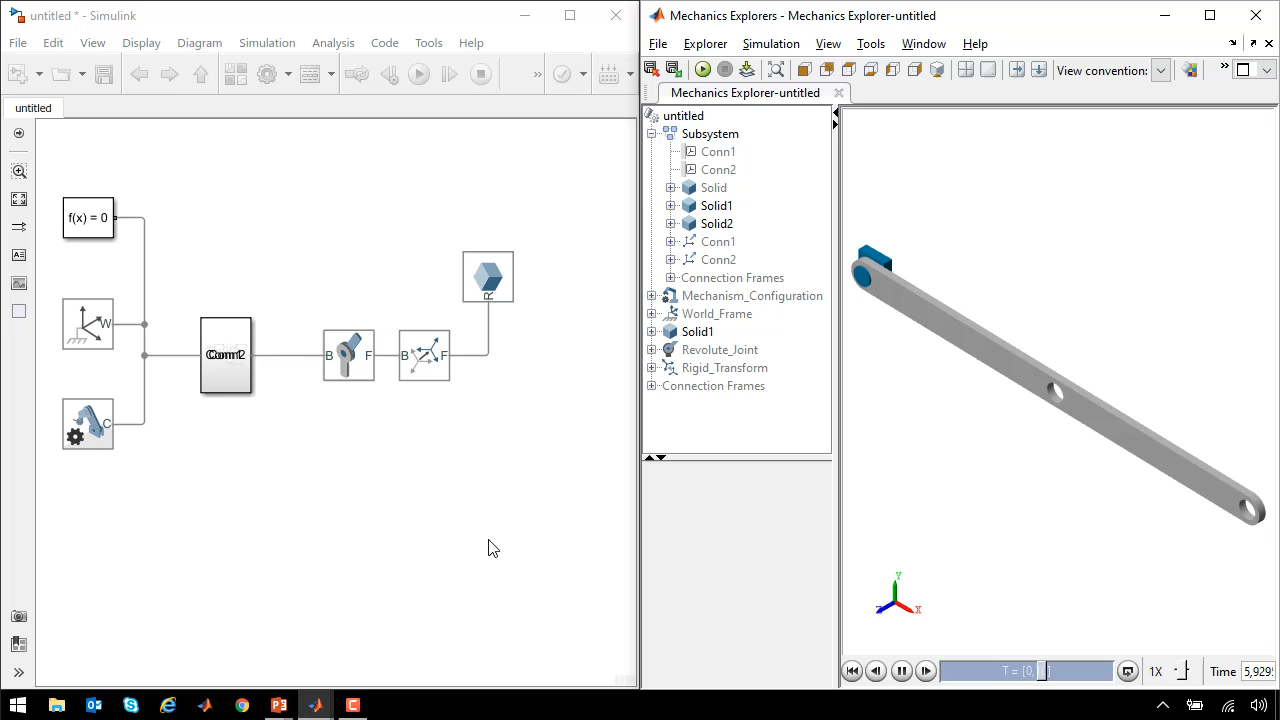 untitled * - Simulink
File Edit View Display Diagram Simulation Analysis Code Tools Help
»
untitled
f(x) = 0
W
C
B F
B F
R
»
Mechanics Explorers - Mechanics Explorer-untitled
File Explorer Simulation View Tools Window Help
View convention:
»
Mechanics Explorer-untitled
untitled
Subsystem
Conn1
Conn2
Solid
Solid1
Solid2
Conn1
Conn2
Connection Frames
Mechanism_Configuration
World_Frame
Solid1
Revolute_Joint
Rigid_Transform
Connection Frames
Y
Z X
T = [0, ]
1X
Time 5,929